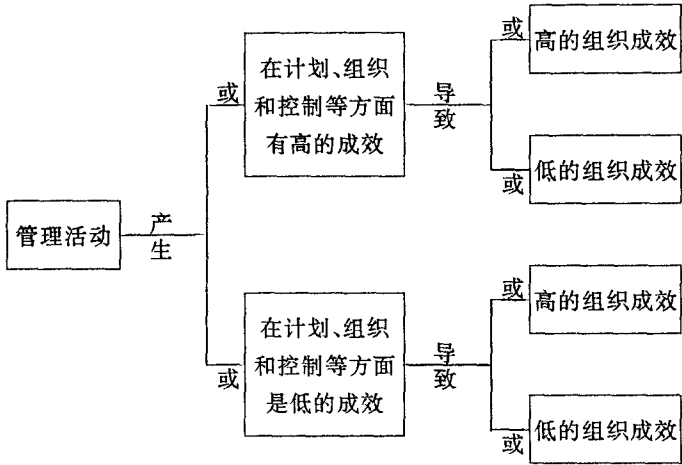 管理活动
产
生
或
在计划、组织
和控制等方面
有高的成效
导
致
或
高的组织成效
或
低的组织成效
或
在计划、组织
和控制等方面
是低的成效
导
致
或
高的组织成效
或
低的组织成效